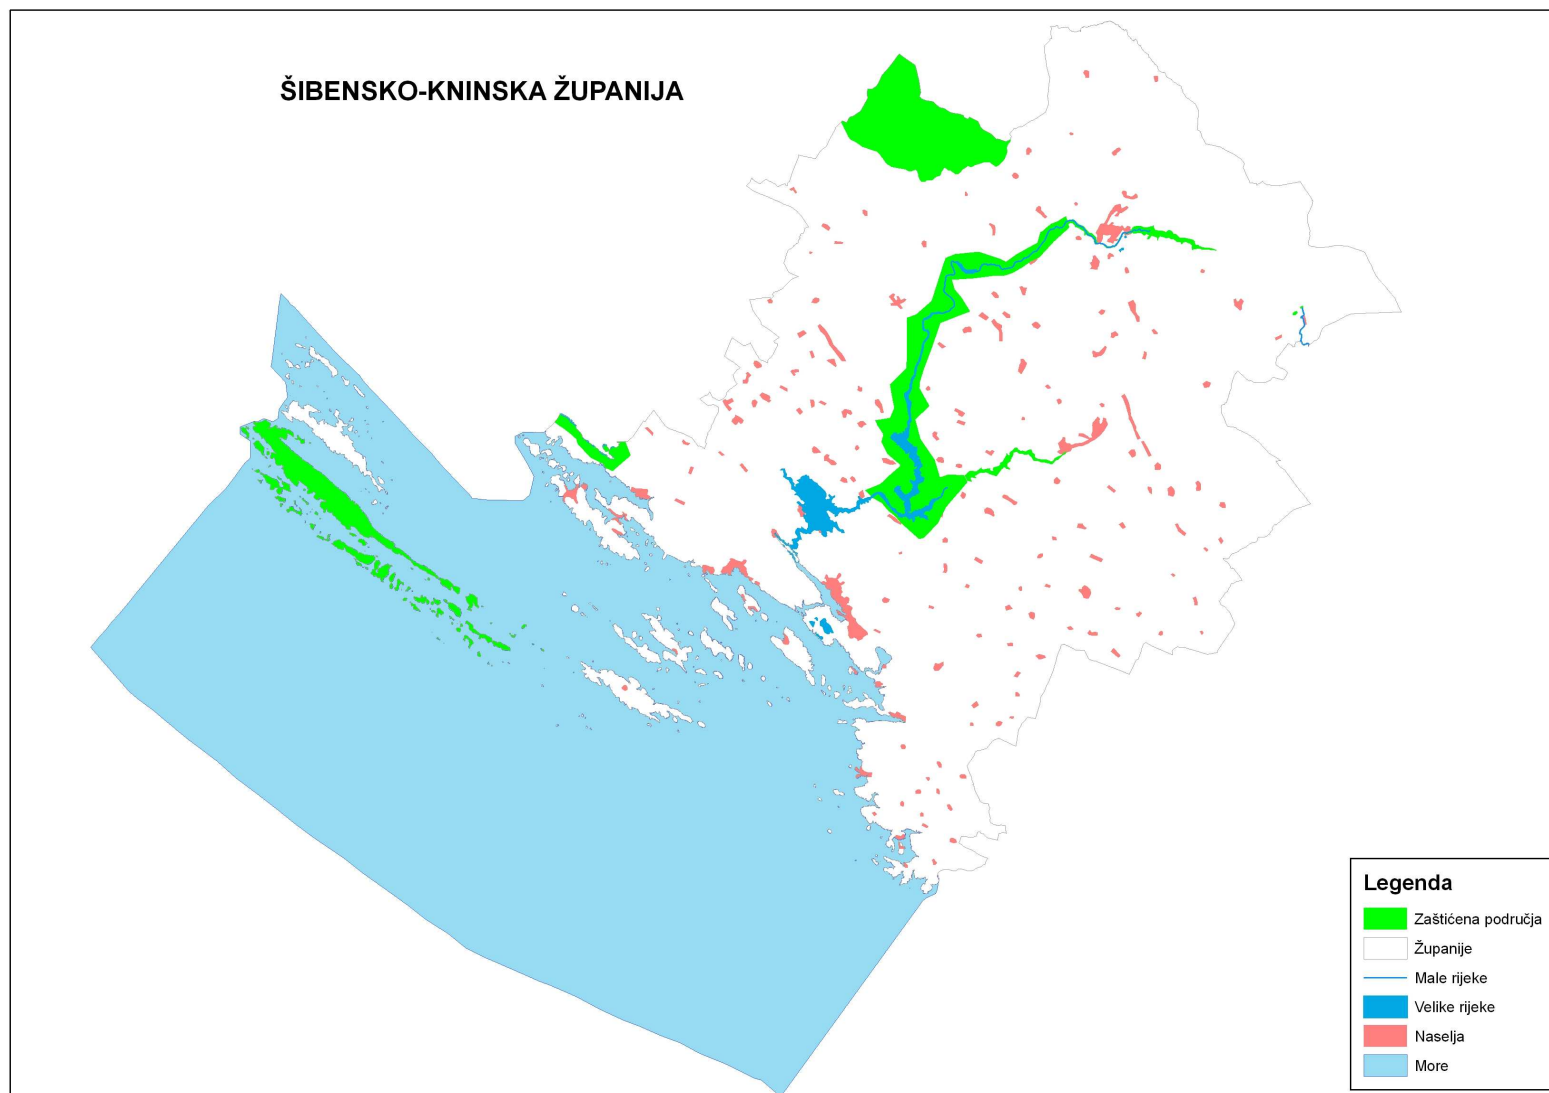 ŠIBENSKO-KNINSKA ŽUPANIJA
Legenda
Zaštićena područja
Županije
Male rijeke
Velike rijeke
Naselja
More